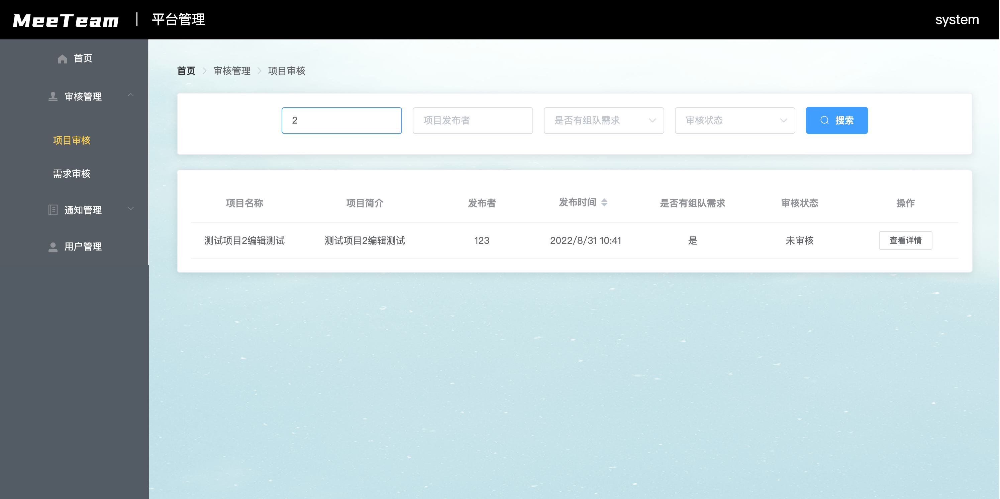 MeeTeam | 平台管理 system
首页
审核管理
项目审核
需求审核
通知管理
用户管理
首页 > 审核管理 > 项目审核
2 项目发布者 是否有组队需求 审核状态 搜索
项目名称 项目简介 发布者 发布时间 是否有组队需求 审核状态 操作
测试项目2编辑测试 测试项目2编辑测试 123 2022/8/31 10:41 是 未审核 查看详情